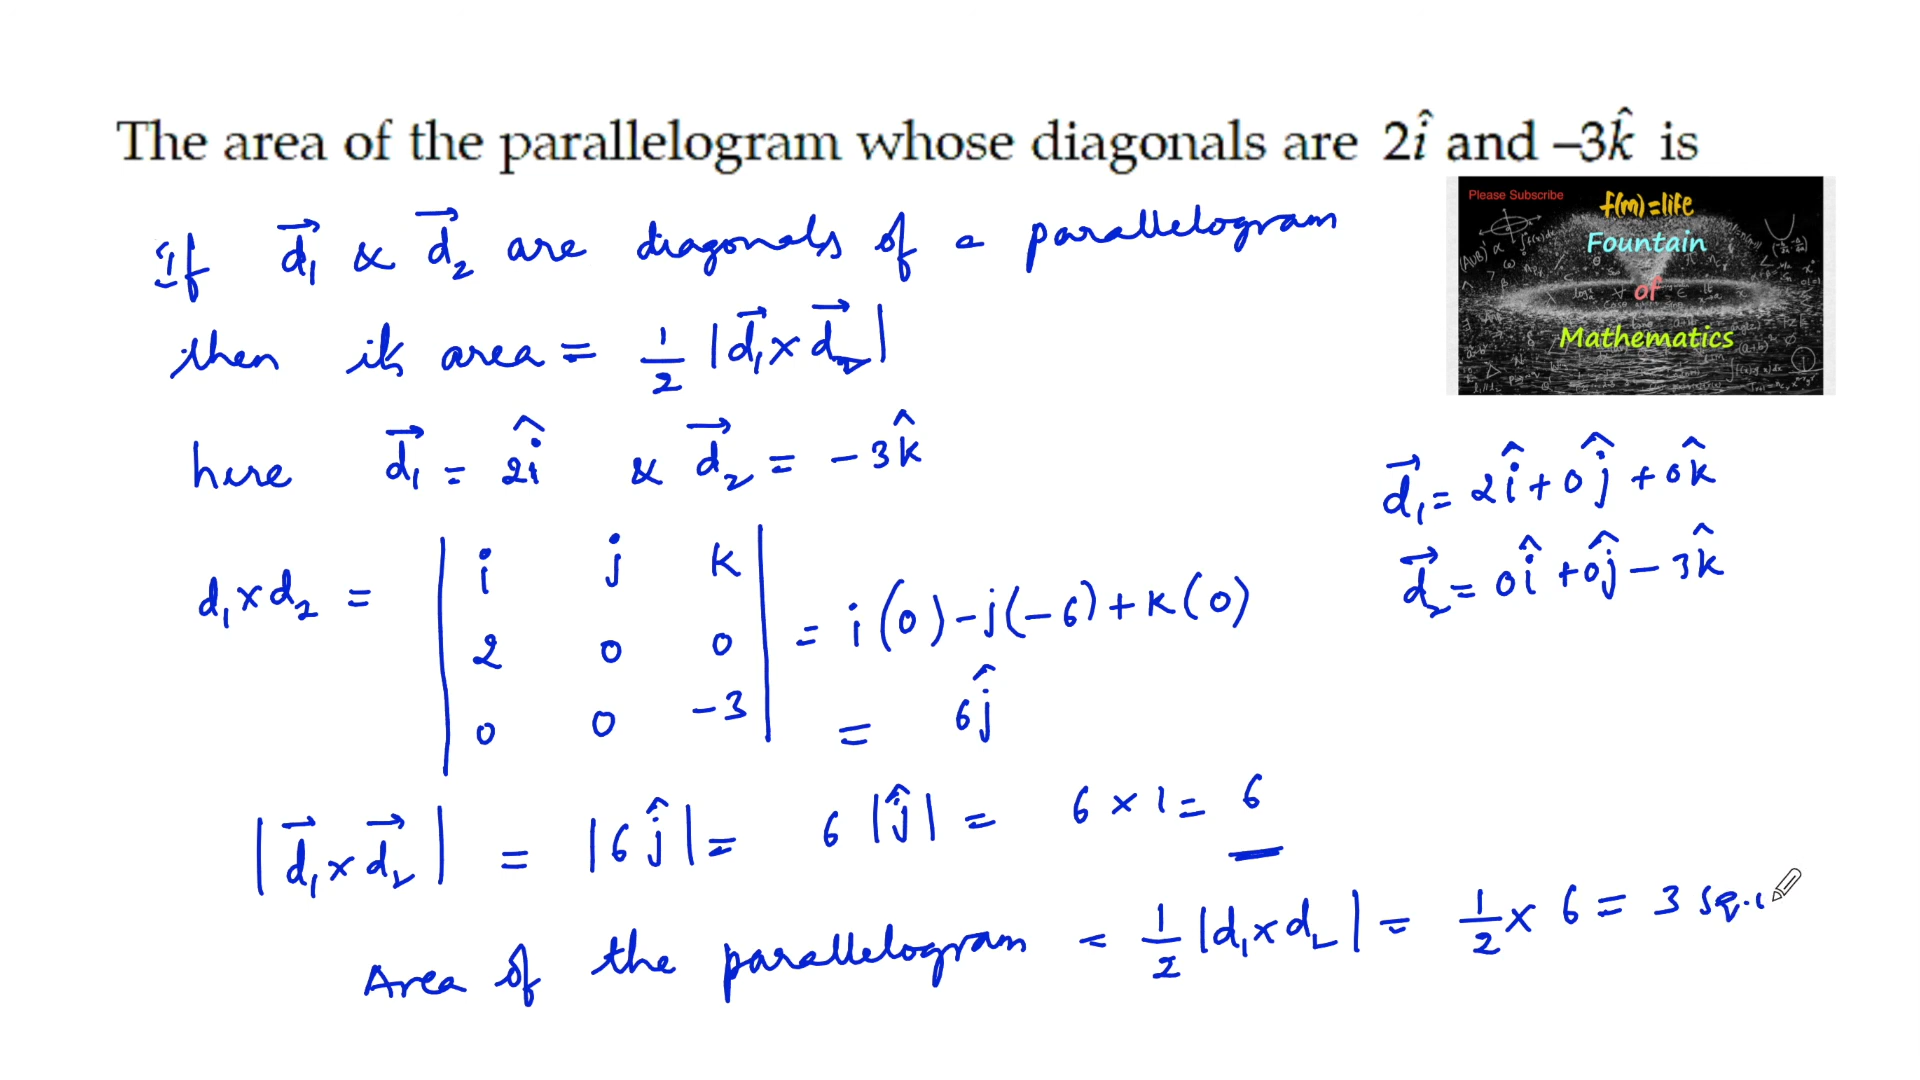 The area of the parallelogram whose diagonals are 2î and –3k̂ is
Please Subscribe
f(m)=life
Fountain
of
Mathematics
If d⃗₁ & d⃗₂ are diagonals of a parallelogram
then its area = 1/2 |d⃗₁ × d⃗₂|
here d⃗₁ = 2î & d⃗₂ = -3k̂
d⃗₁ = 2î + 0ĵ + 0k̂
d⃗₂ = 0î + 0ĵ - 3k̂
d₁×d₂ = | i j k |
| 2 0 0 | = i(0) - j(-6) + k(0)
| 0 0 -3 | = 6ĵ
|d⃗₁ × d⃗₂| = |6ĵ| = 6|ĵ| = 6 × 1 = 6
Area of the parallelogram = 1/2 |d₁×d₂| = 1/2 × 6 = 3 sq.